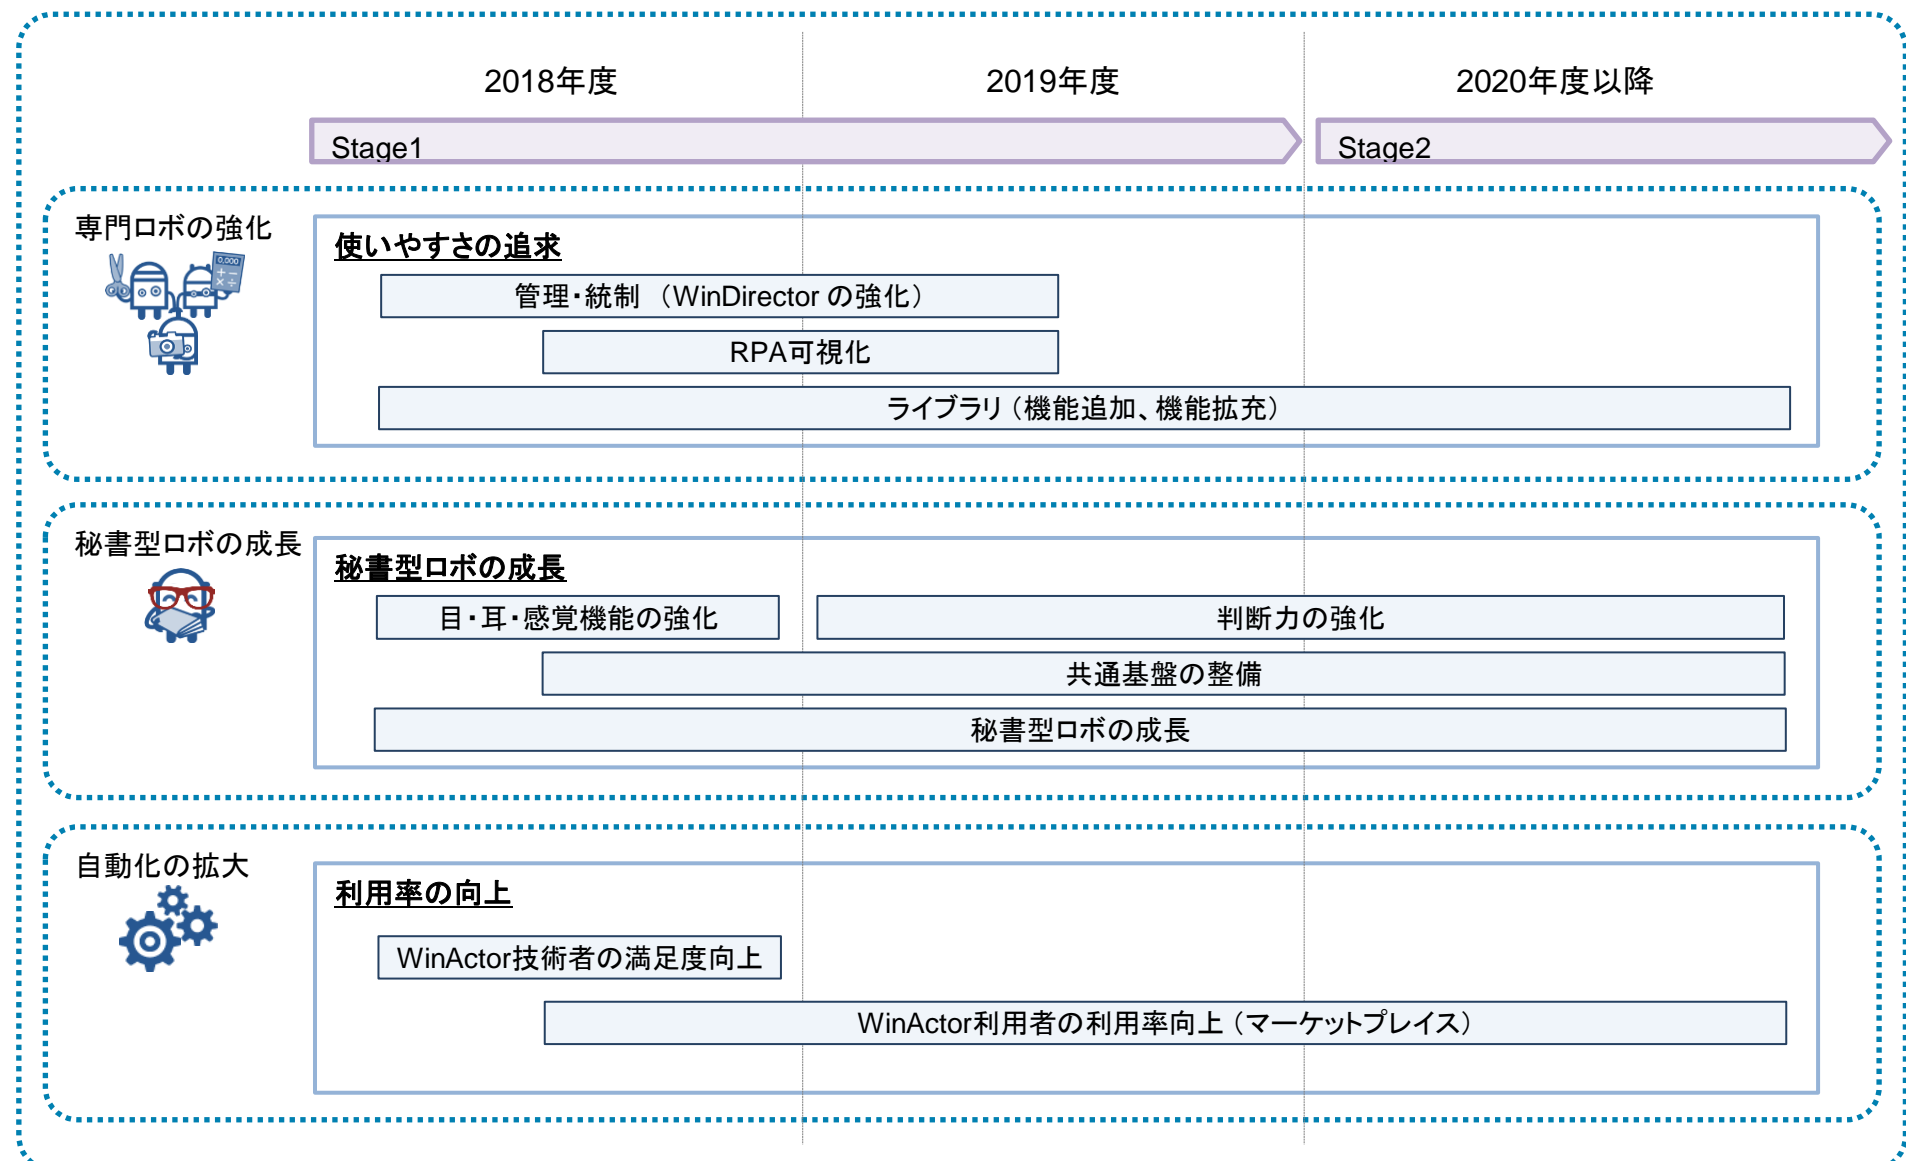 2018年度
2019年度
2020年度以降
Stage1
Stage2
専門ロボの強化
0,000
使いやすさの追求
管理・統制 （WinDirector の強化）
RPA可視化
ライブラリ（機能追加、機能拡充）
秘書型ロボの成長
秘書型ロボの成長
目・耳・感覚機能の強化
判断力の強化
共通基盤の整備
秘書型ロボの成長
自動化の拡大
利用率の向上
WinActor技術者の満足度向上
WinActor利用者の利用率向上（マーケットプレイス）